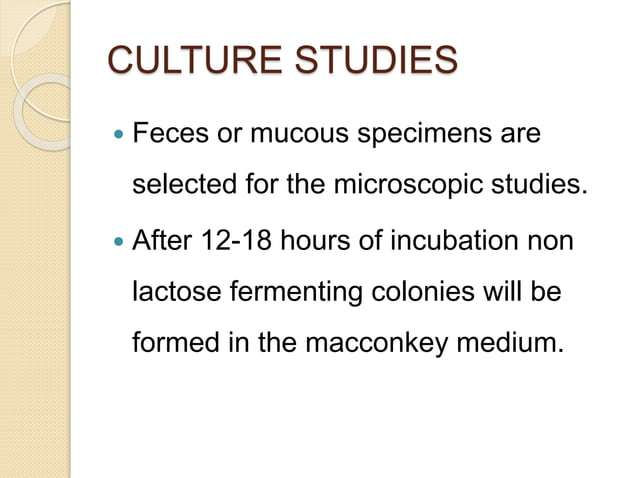 CULTURE STUDIES
• Feces or mucous specimens are
selected for the microscopic studies.
• After 12-18 hours of incubation non
lactose fermenting colonies will be
formed in the macconkey medium.